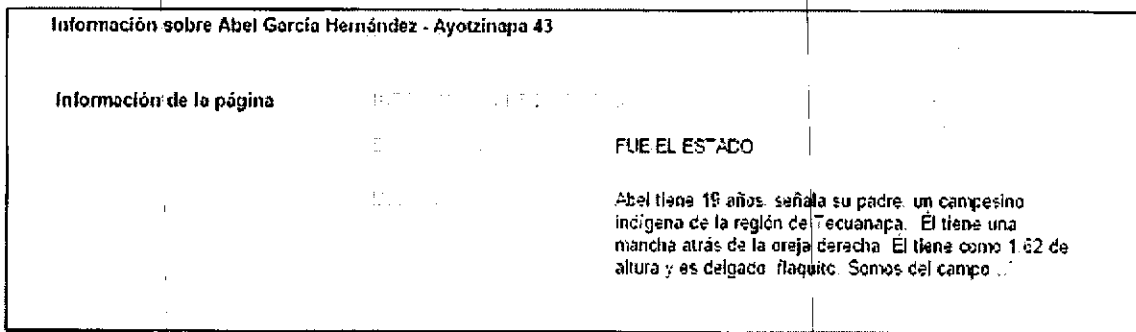 Información sobre Abel García Hernández - Ayotzinapa 43
Información de la página
FUE EL ESTADO
Abel tiene 19 años, señala su padre, un campesino
indígena de la región de Tecuanapa. Él tiene una
mancha atrás de la oreja derecha. Él tiene como 1.62 de
altura y es delgado, flaquito. Somos del campo ...